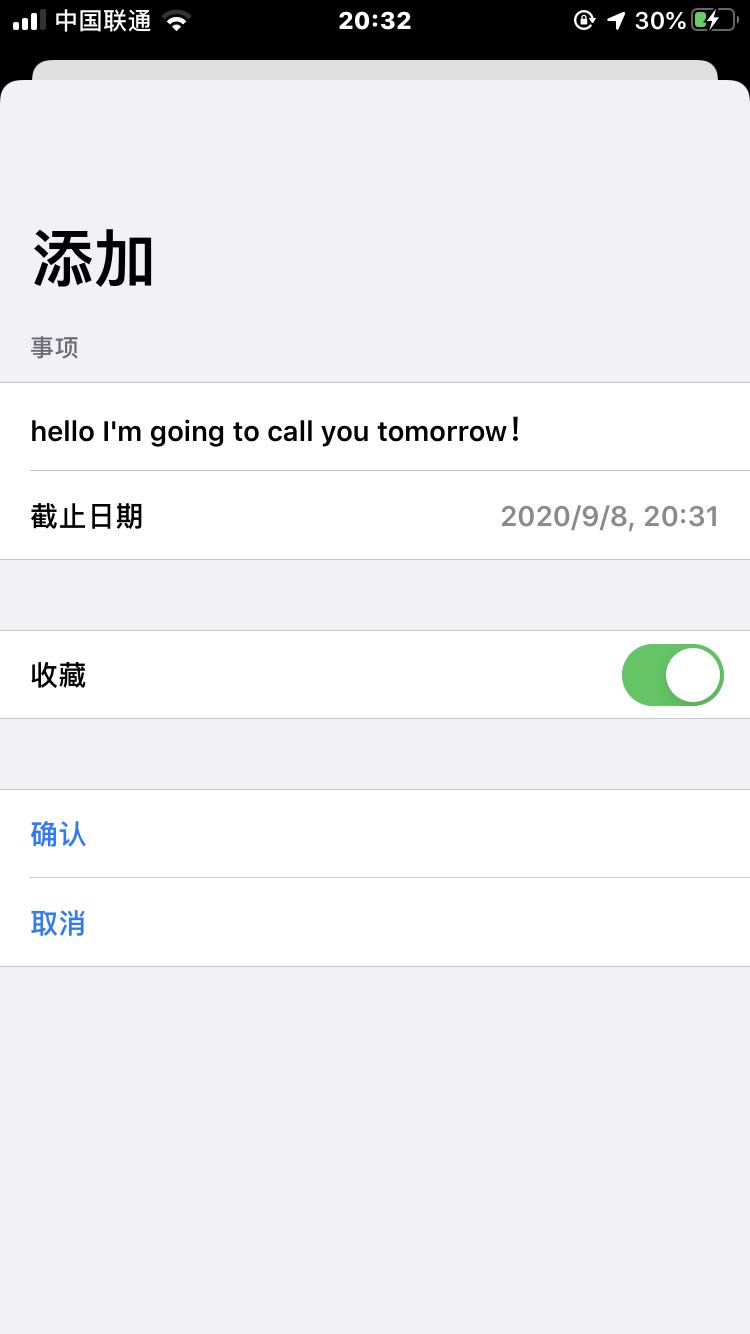 中国联通 20:32 30%
添加
事项
hello I'm going to call you tomorrow！
截止日期 2020/9/8, 20:31
收藏
确认
取消